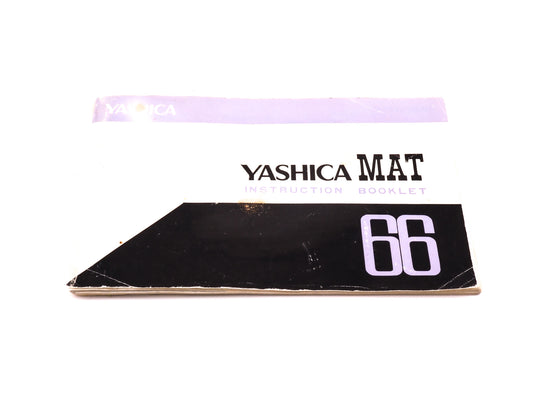 YASHICA
YASHICA MAT
INSTRUCTION BOOKLET
66